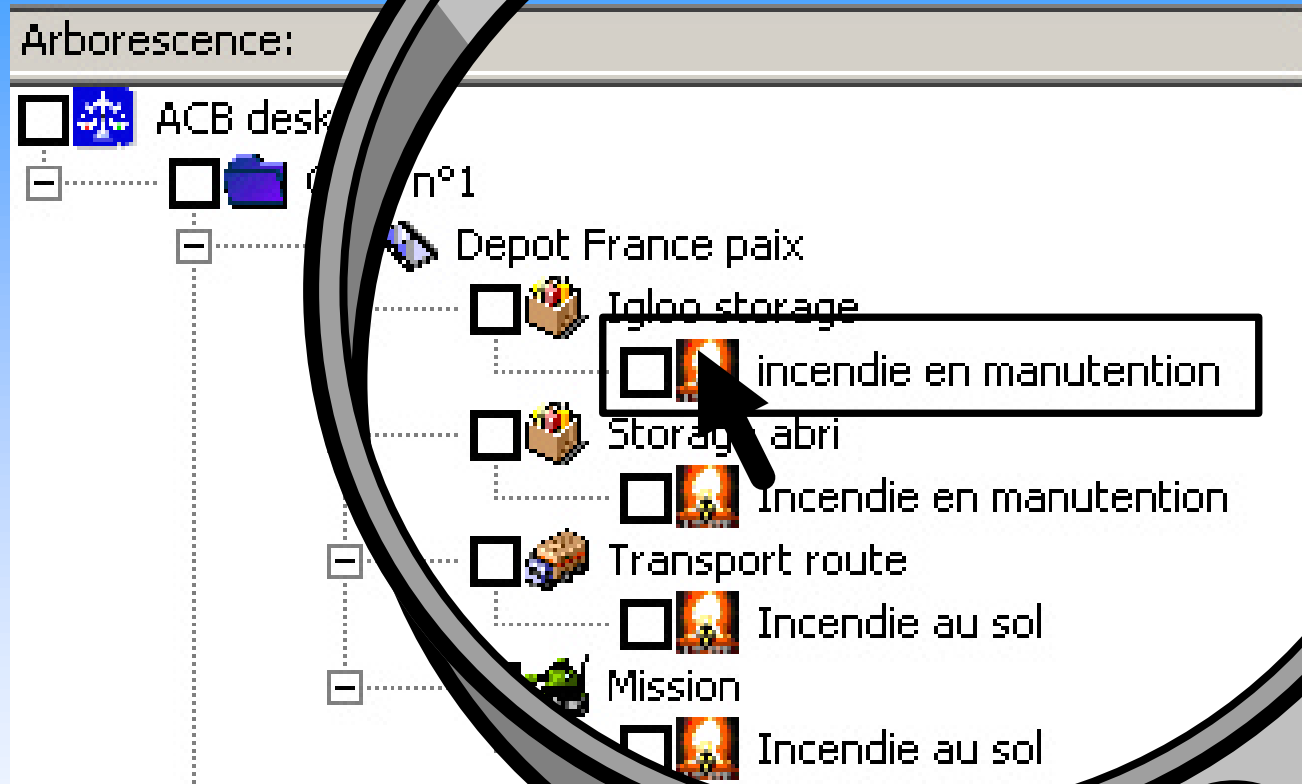 Arborescence:
ACB desk
n°1
Depot France paix
Igloo storage
incendie en manutention
abri
Incendie en manutention
Transport route
Incendie au sol
Mission
Incendie au sol